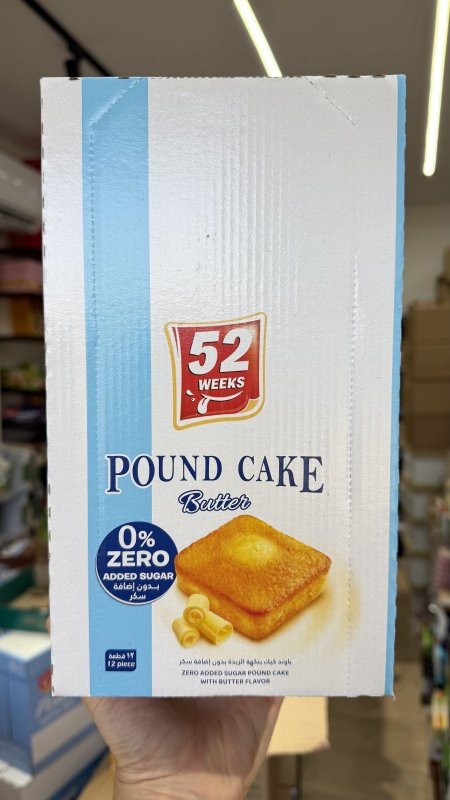 52
WEEKS
POUND CAKE
Butter
0%
ZERO
ADDED SUGAR
بدون إضافة
سكر
١٢ قطعة
12 piece
باوند كيك بنكهة الزبدة بدون إضافة سكر
ZERO ADDED SUGAR POUND CAKE
WITH BUTTER FLAVOR